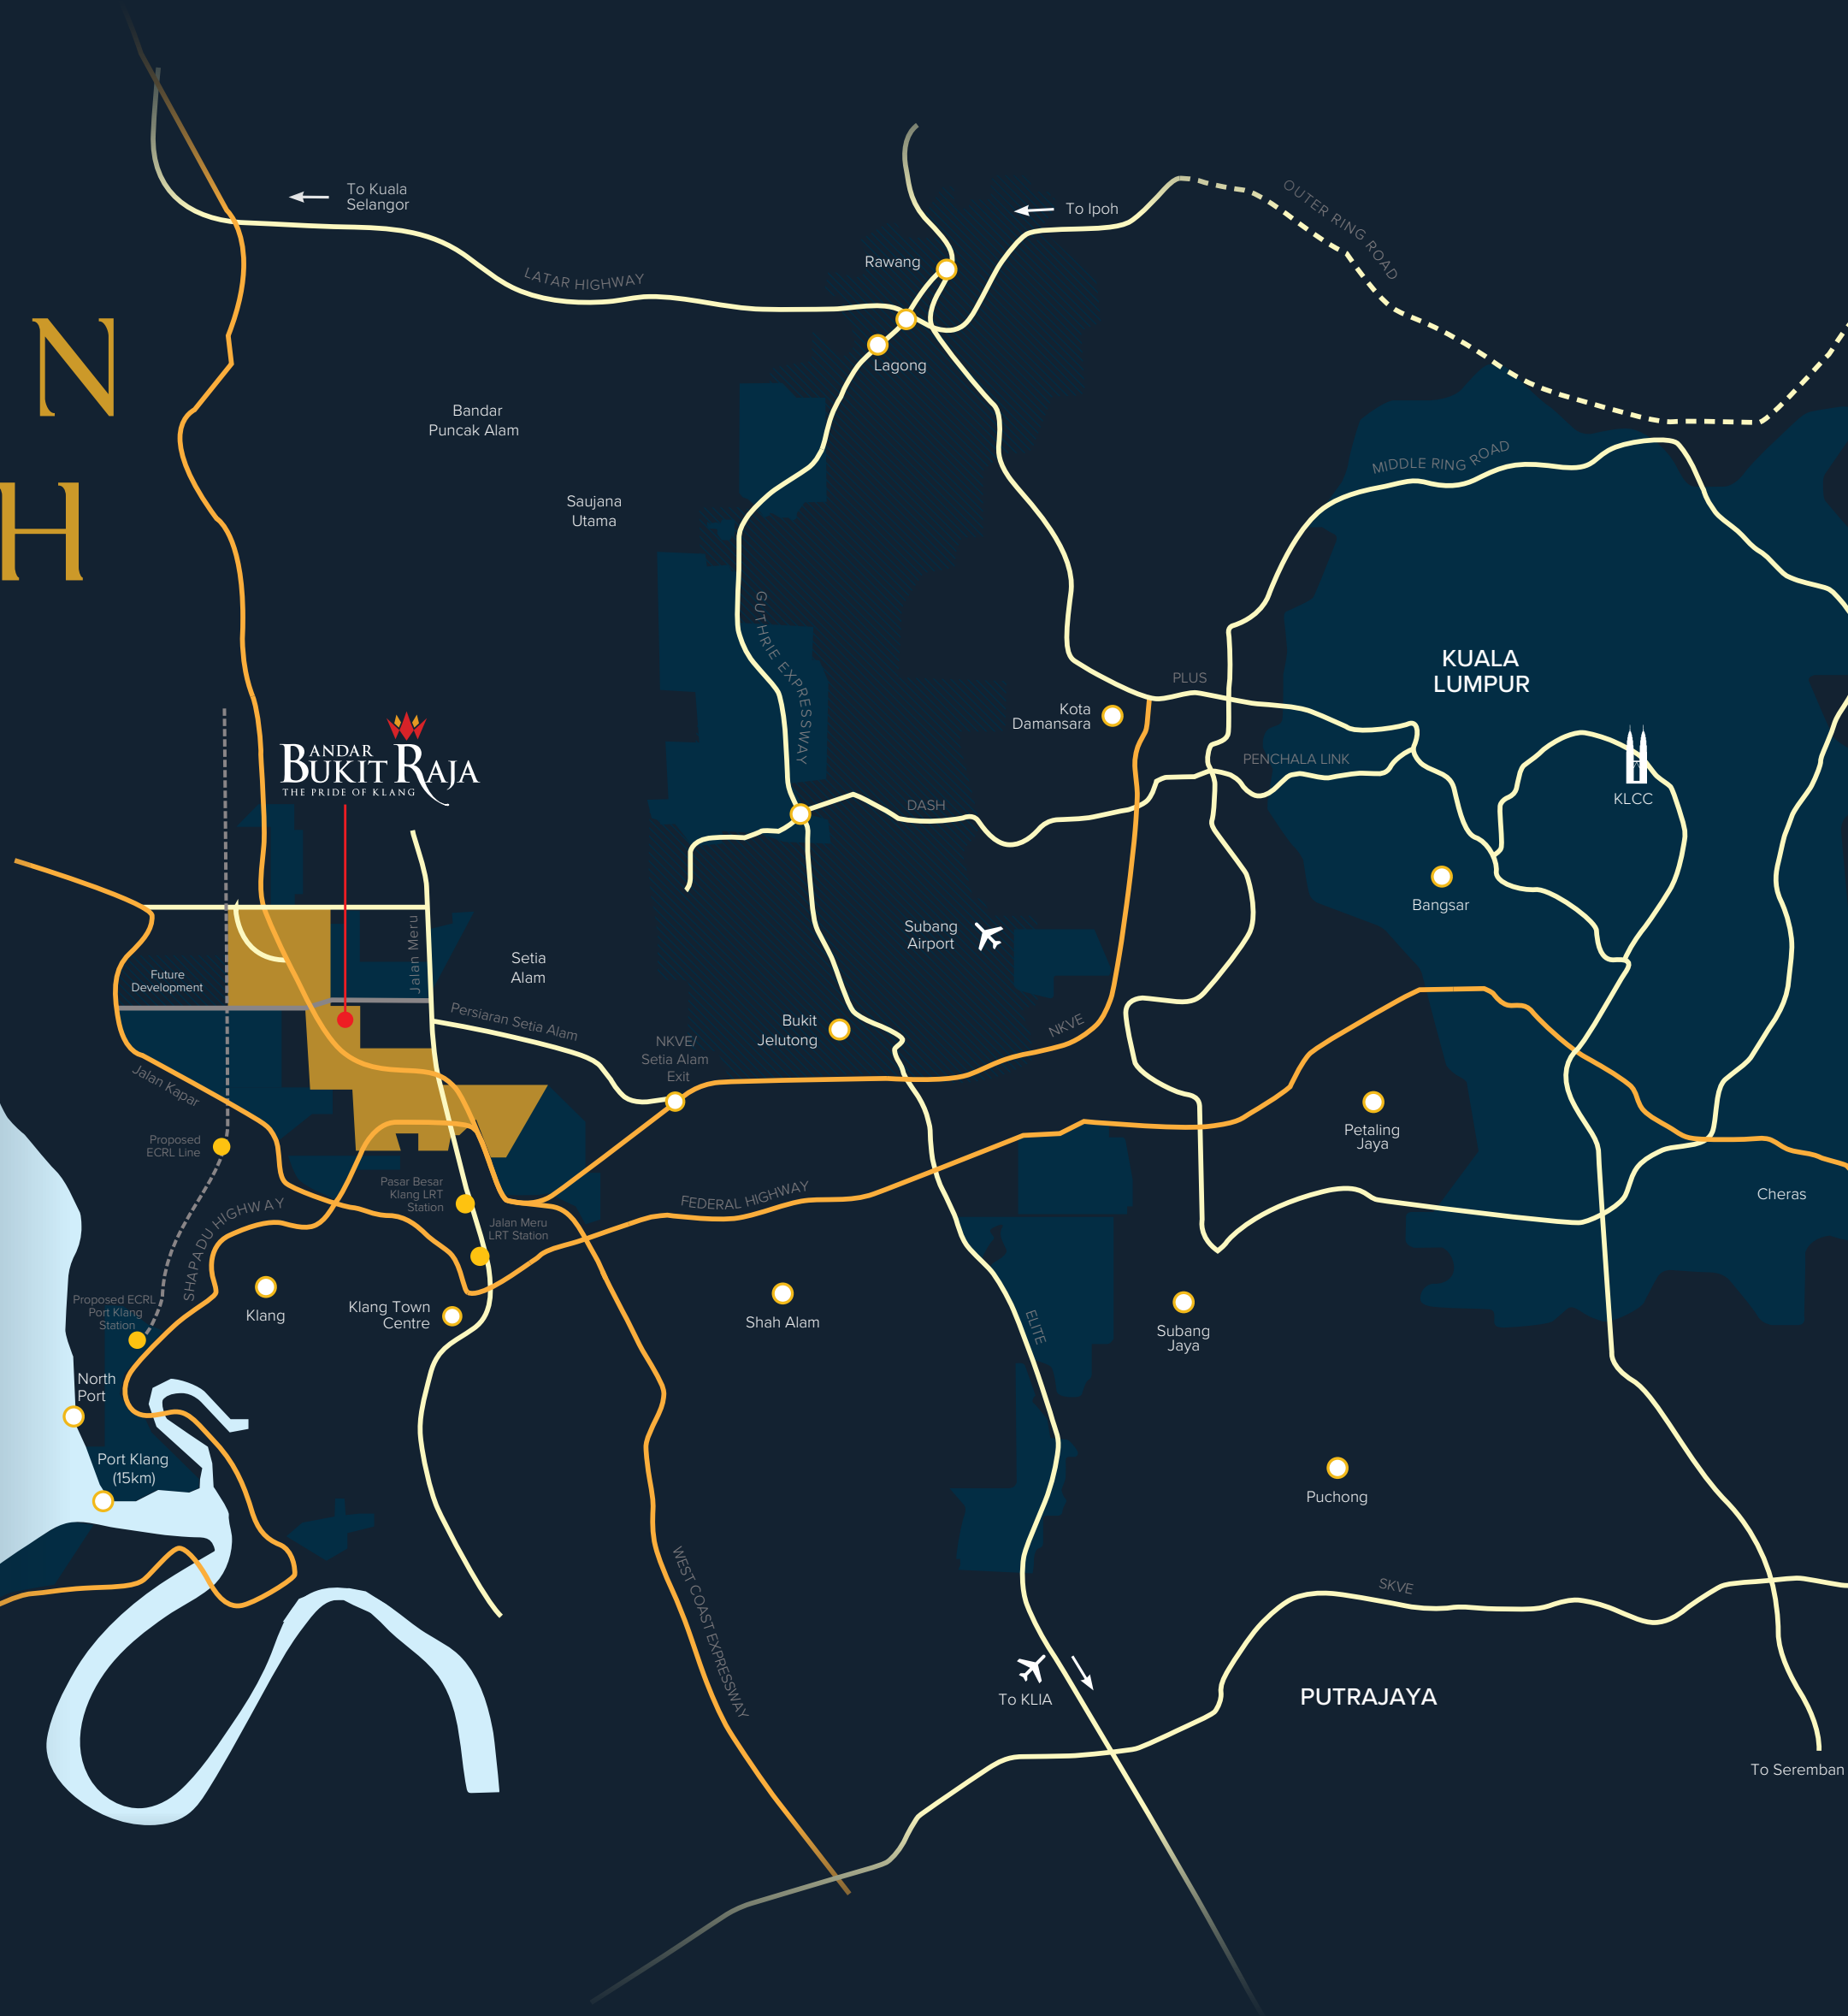 To Kuala
Selangor
To Ipoh
OUTER RING ROAD
Rawang
LATAR HIGHWAY
N
Lagong
Bandar
Puncak Alam
MIDDLE RING ROAD
H
Saujana
Utama
GUTHRIE EXPRESSWAY
KUALA
LUMPUR
PLUS
Kota
Damansara
BANDAR
BUKIT RAJA
THE PRIDE OF KLANG
PENCHALA LINK
KLCC
DASH
Bangsar
Subang
Airport
Jalan Meru
Setia
Alam
Future
Development
Persiaran Setia Alam
Bukit
Jelutong
NKVE
NKVE/
Setia Alam
Exit
Jalan Kapar
Petaling
Jaya
Proposed
ECRL Line
Pasar Besar
Klang LRT
Station
Cheras
FEDERAL HIGHWAY
SHAPADU HIGHWAY
Jalan Meru
LRT Station
Proposed ECRL
Port Klang
Station
Klang
Klang Town
Centre
Shah Alam
ELITE
Subang
Jaya
North
Port
Port Klang
(15km)
Puchong
WEST COAST EXPRESSWAY
SKVE
To KLIA
PUTRAJAYA
To Seremban